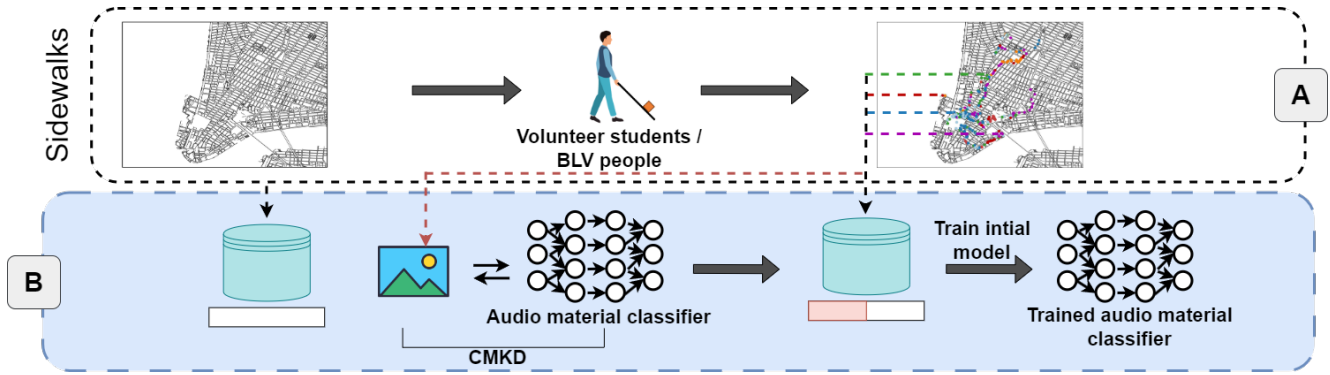 Sidewalks
Volunteer students /
BLV people
A
B
Audio material classifier
CMKD
Train intial
model
Trained audio material
classifier